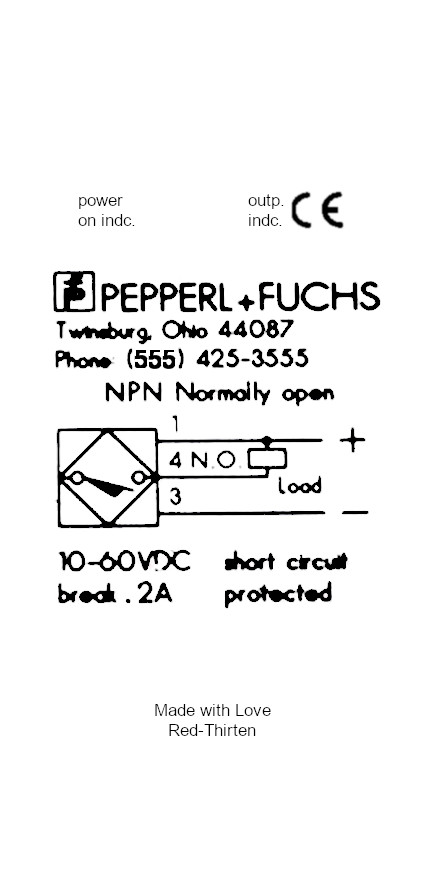 power
on indc.
outp.
indc.
CE
PEPPERL+FUCHS
Twinsburg, Ohio 44087
Phone (555) 425-3555
NPN Normally open
1
+
4 N.O.
load
3
—
10-60VDC short circuit
break .2A protected
Made with Love
Red-Thirten